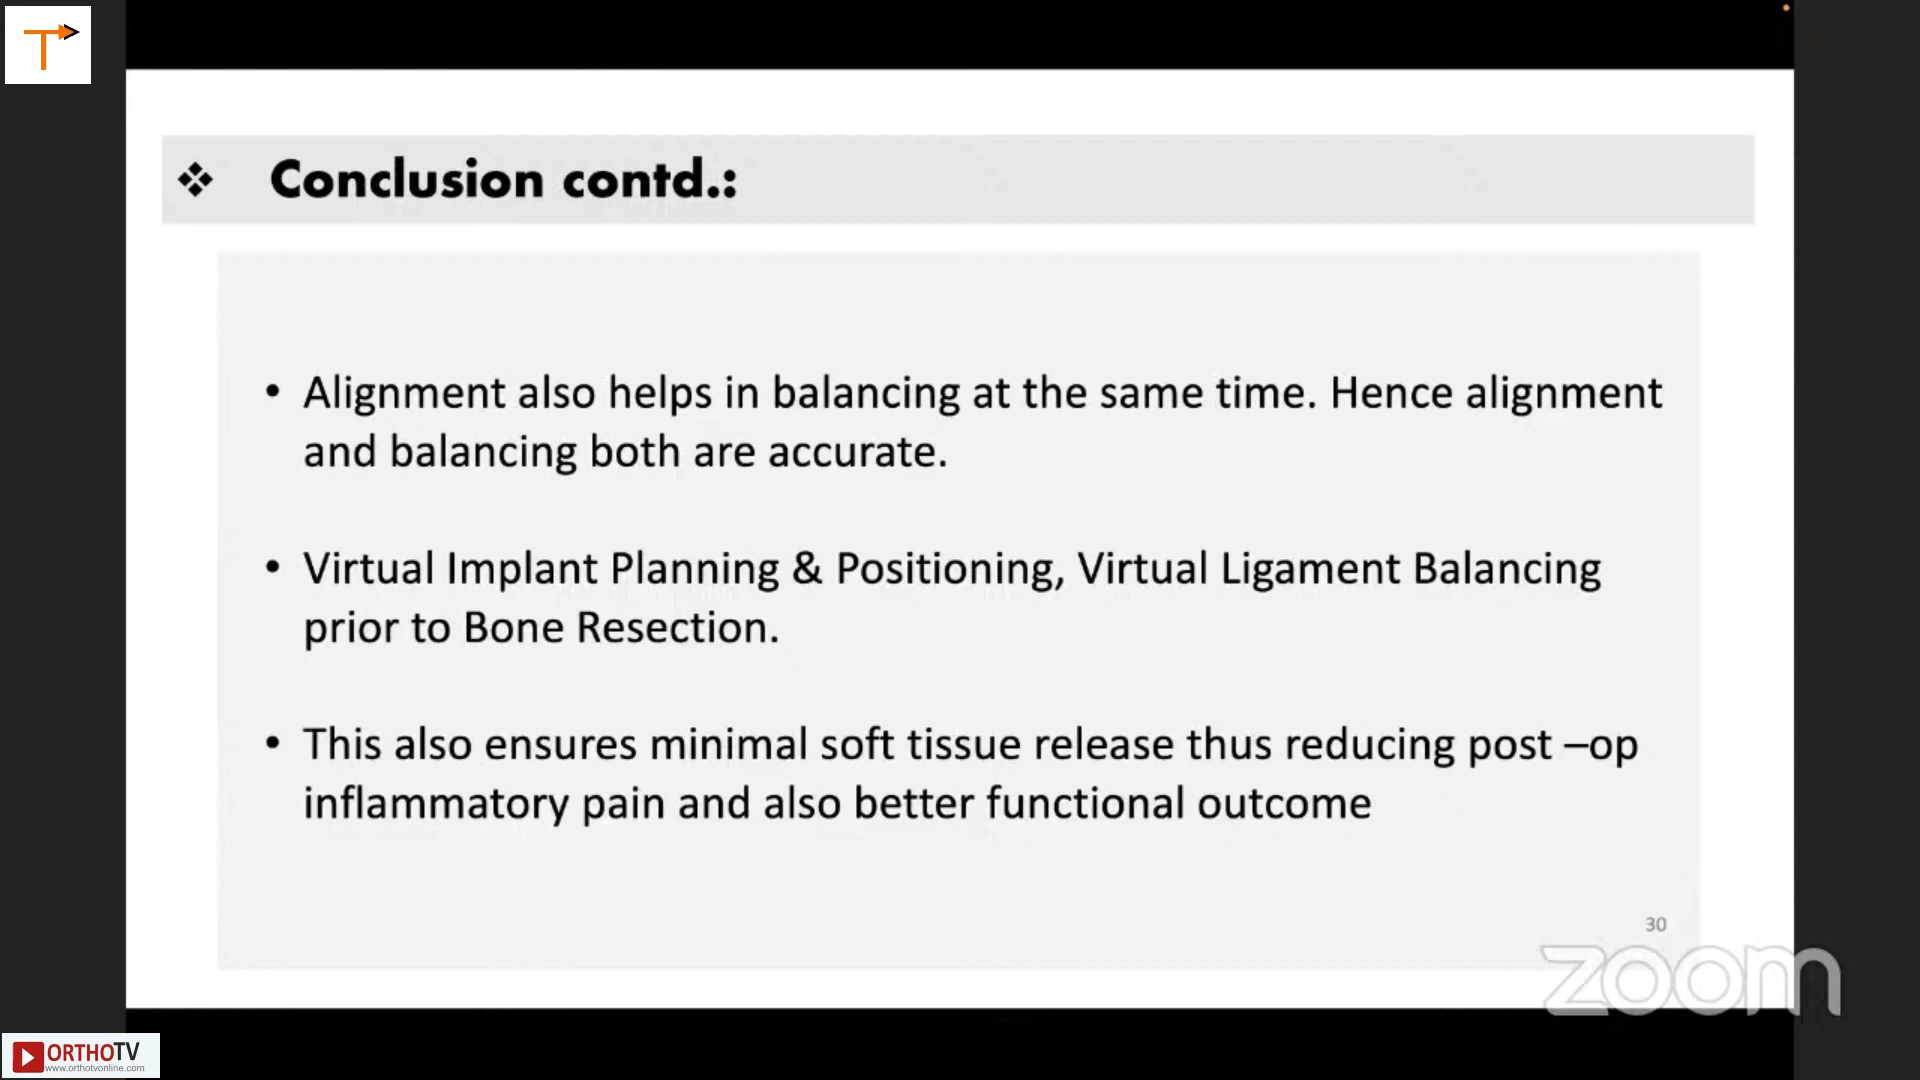 T
❖ Conclusion contd.:
• Alignment also helps in balancing at the same time. Hence alignment
and balancing both are accurate.
• Virtual Implant Planning & Positioning, Virtual Ligament Balancing
prior to Bone Resection.
• This also ensures minimal soft tissue release thus reducing post –op
inflammatory pain and also better functional outcome
30
zoom
ORTHOTV
www.orthotvonline.com